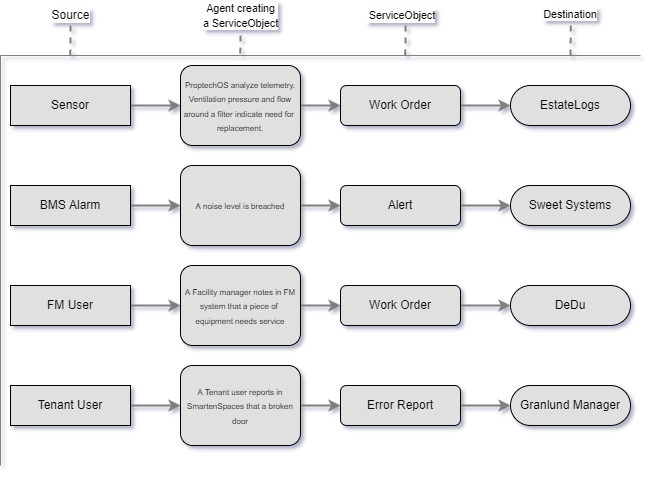 Source
Agent creating
a ServiceObject
ServiceObject
Destination
Sensor
ProptechOS analyze telemetry.
Ventilation pressure and flow
around a filter indicate need for
replacement.
Work Order
EstateLogs
BMS Alarm
A noise level is breached
Alert
Sweet Systems
FM User
A Facility manager notes in FM
system that a piece of
equipment needs service
Work Order
DeDu
Tenant User
A Tenant user reports in
SmartenSpaces that a broken
door
Error Report
Granlund Manager